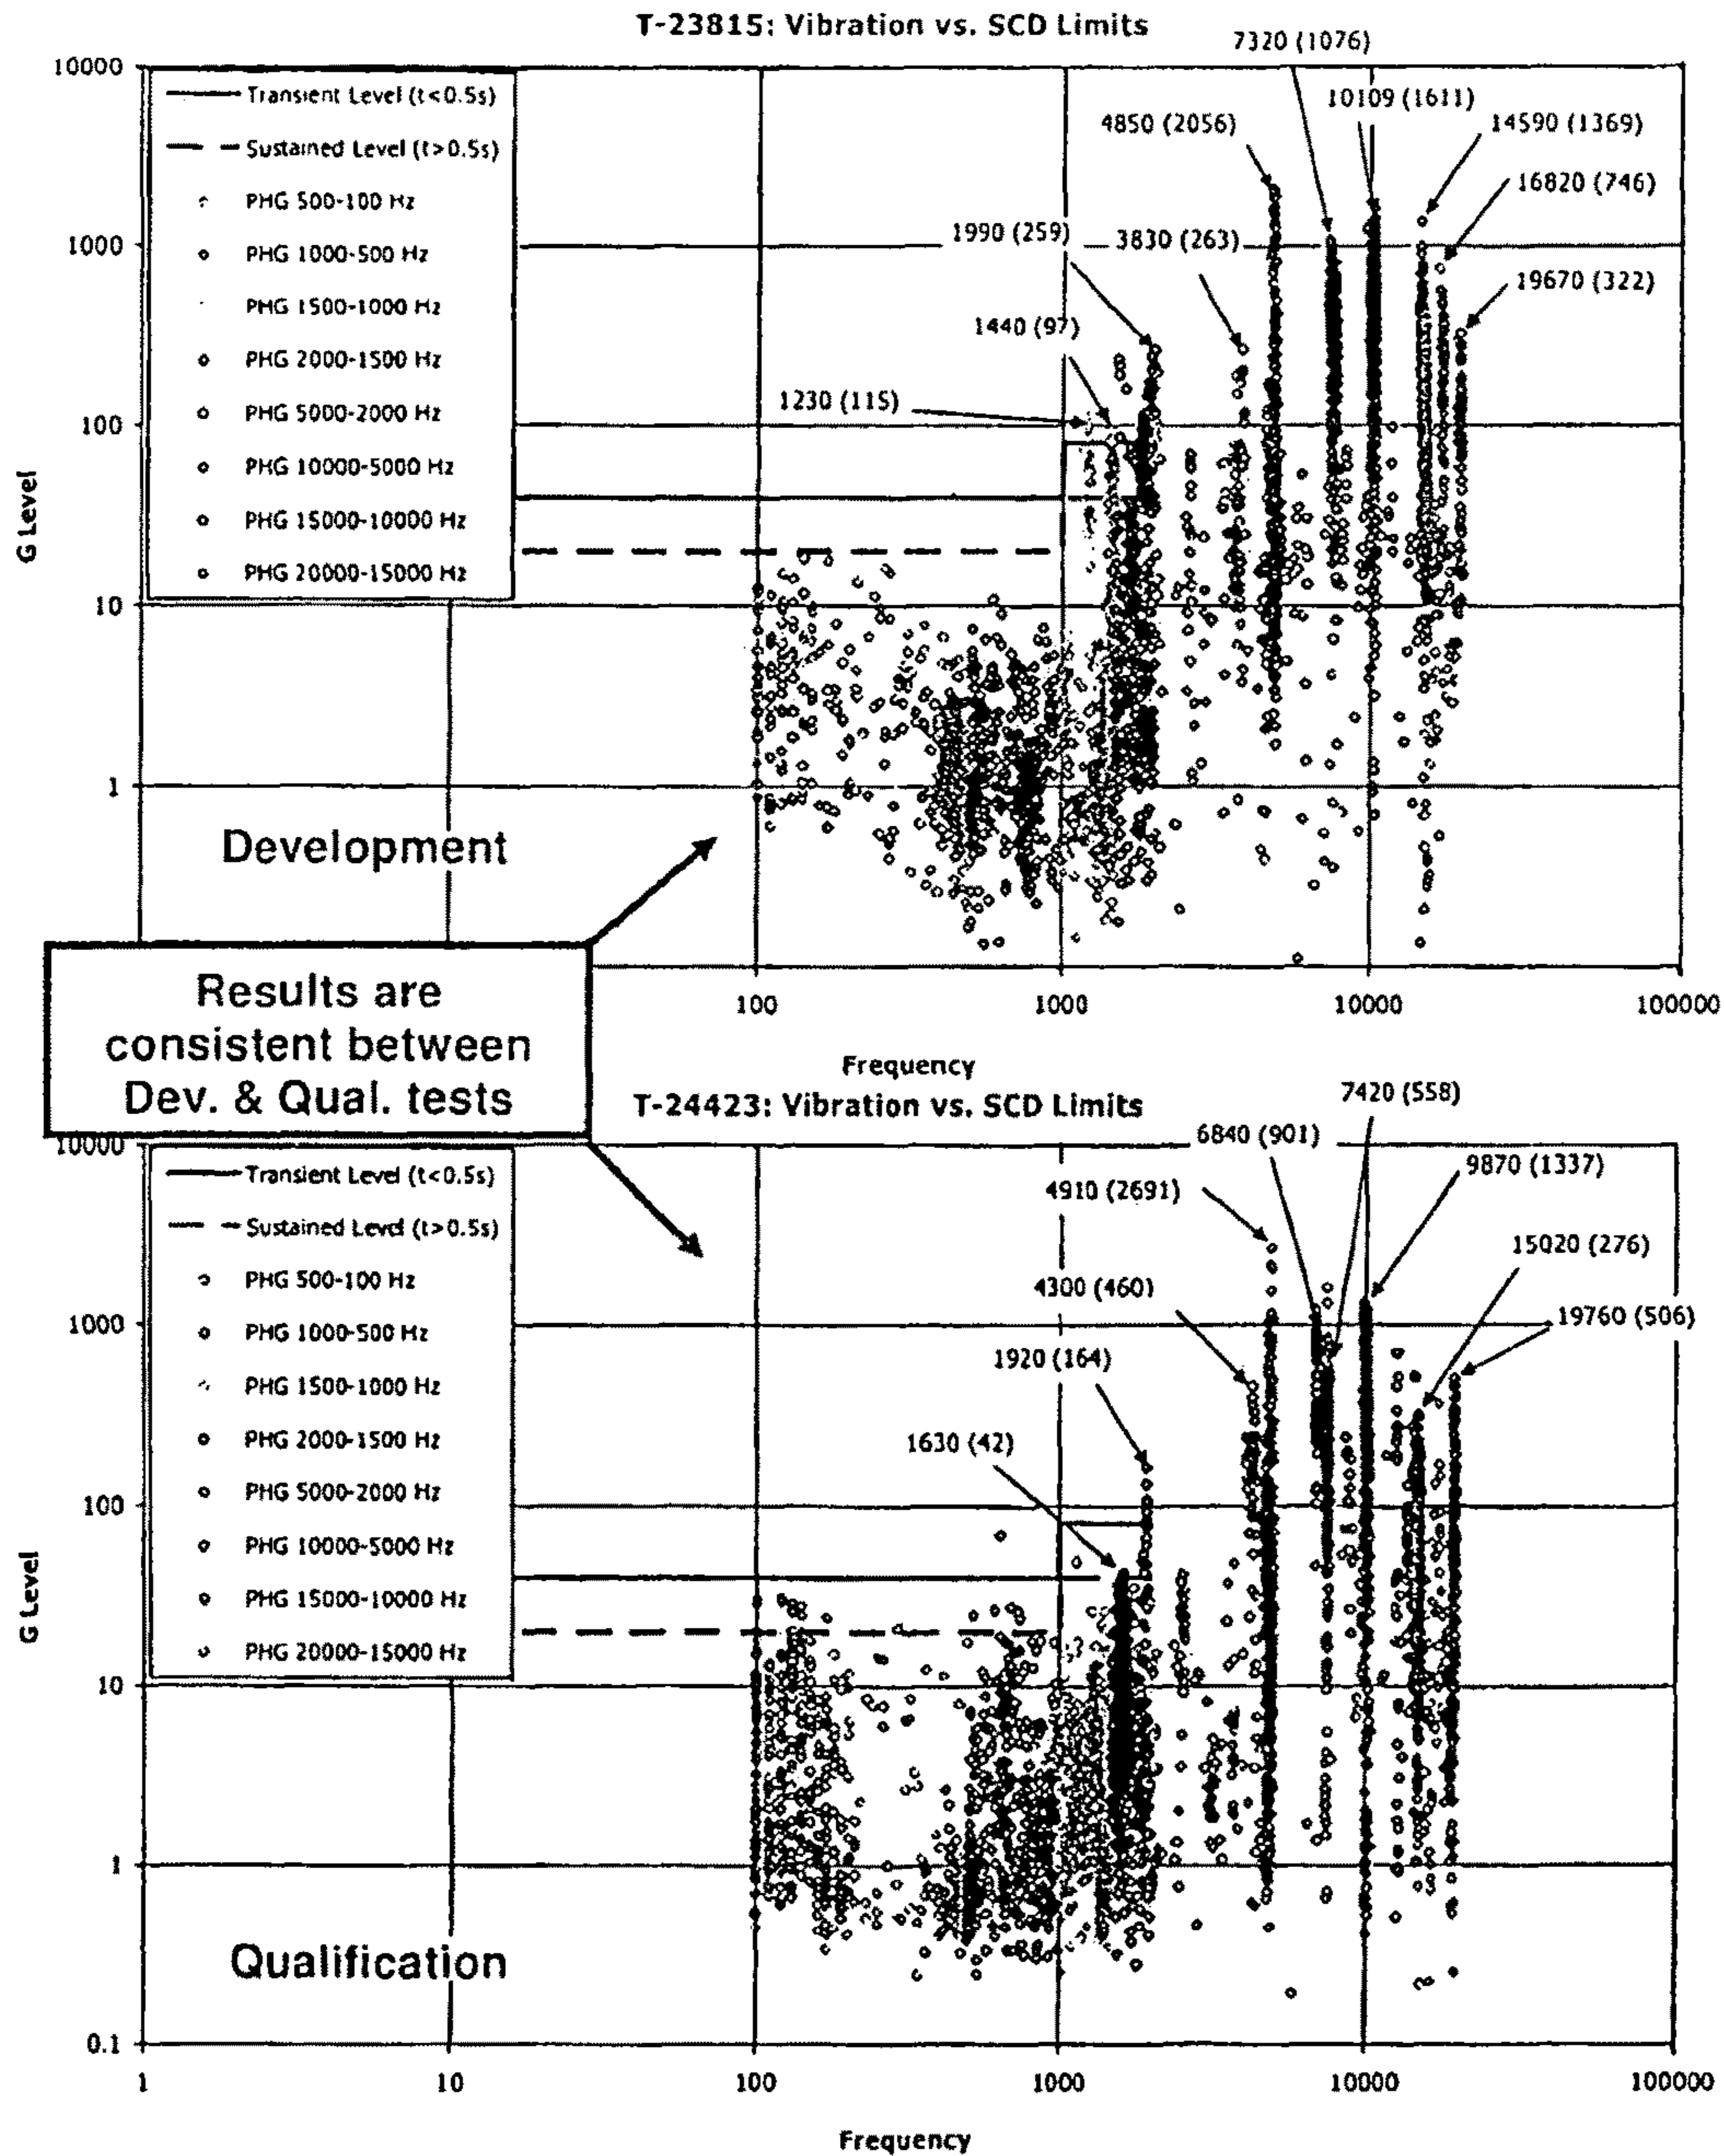 T-23815: Vibration vs. SCD Limits
7320 (1076)
10000
Transient Level (t<0.5s)
Sustained Level (t>0.5s)
PHG 500-100 Hz
PHG 1000-500 Hz
PHG 1500-1000 Hz
PHG 2000-1500 Hz
PHG 5000-2000 Hz
PHG 10000-5000 Hz
PHG 15000-10000 Hz
PHG 20000-15000 Hz
10109 (1611)
4850 (2056)
14590 (1369)
16820 (746)
1990 (259)
3830 (263)
19670 (322)
1440 (97)
1230 (115)
1000
100
10
1
G Level
Development
100
1000
10000
100000
Frequency
Results are
consistent between
Dev. & Qual. tests
T-24423: Vibration vs. SCD Limits
7420 (558)
6840 (901)
10000
Transient Level (t<0.5s)
Sustained Level (t>0.5s)
PHG 500-100 Hz
PHG 1000-500 Hz
PHG 1500-1000 Hz
PHG 2000-1500 Hz
PHG 5000-2000 Hz
PHG 10000-5000 Hz
PHG 15000-10000 Hz
PHG 20000-15000 Hz
9870 (1337)
4910 (2691)
15020 (276)
4300 (460)
19760 (506)
1920 (164)
1630 (42)
1000
100
10
1
0.1
G Level
Qualification
1
10
100
1000
10000
100000
Frequency